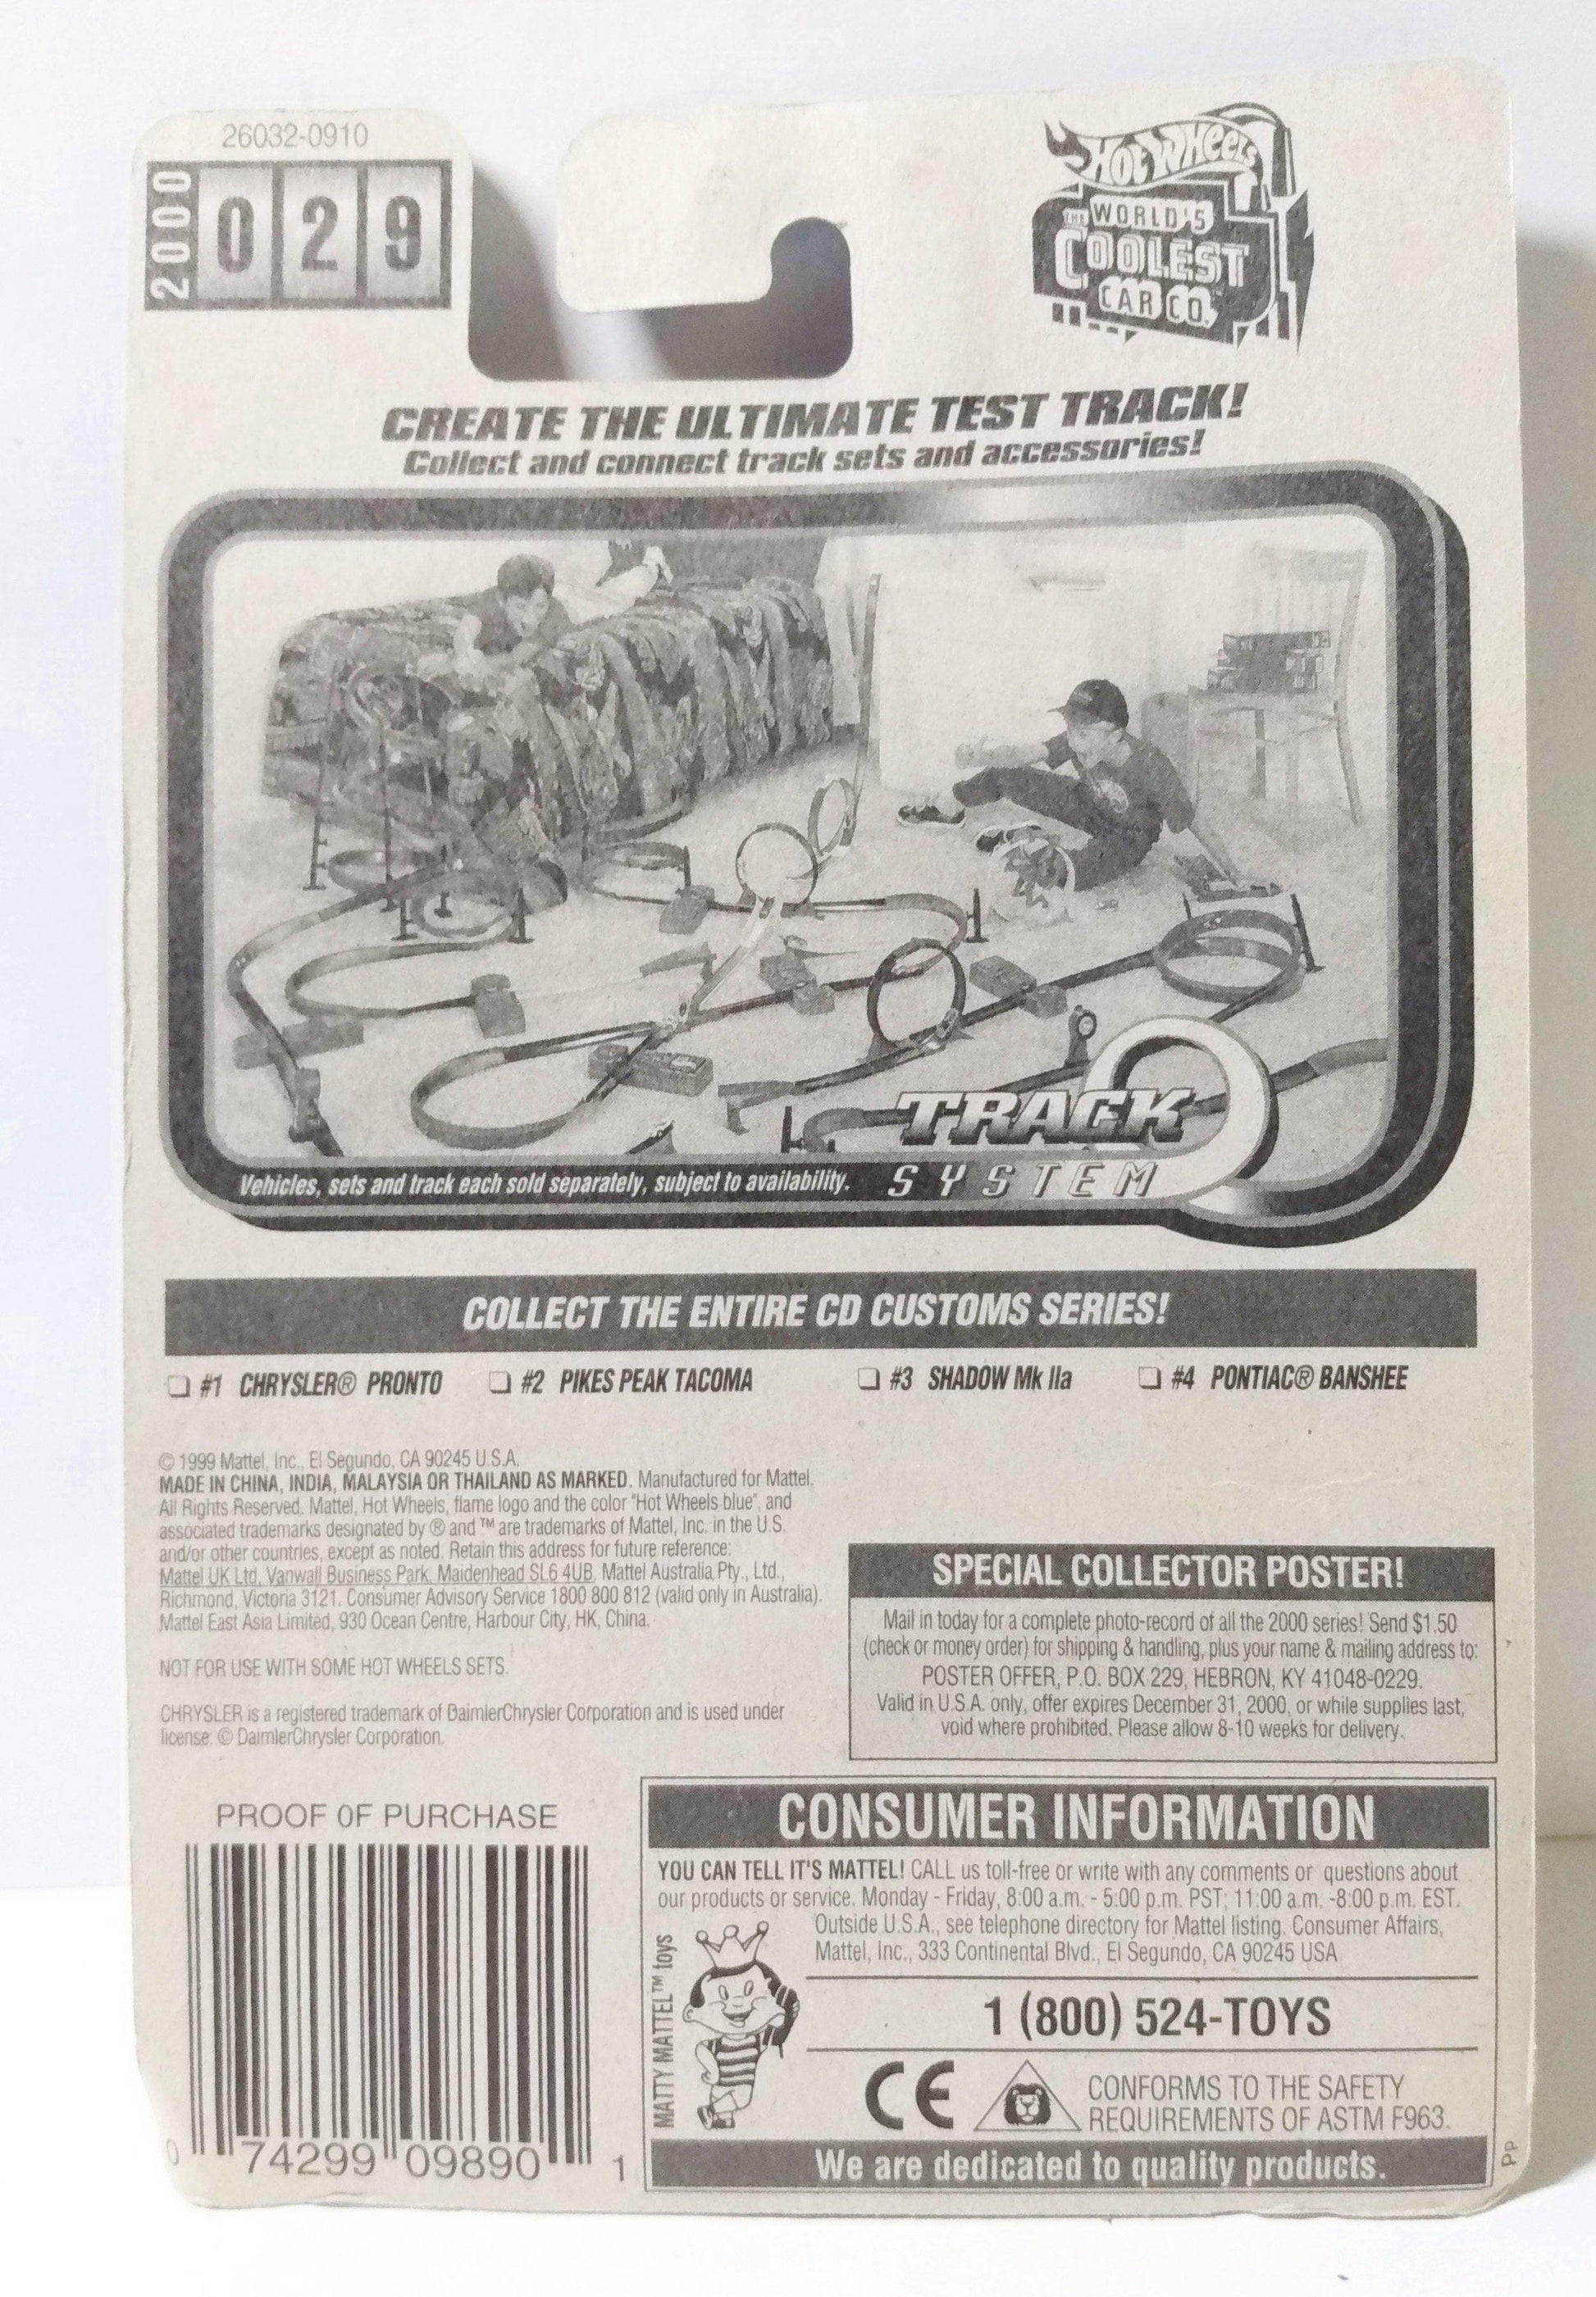 26032-0910
2000
029
HOT WHEELS
THE WORLD'S
COOLEST
CAR CO.
CREATE THE ULTIMATE TEST TRACK!
Collect and connect track sets and accessories!
TRACK
SYSTEM
Vehicles, sets and track each sold separately, subject to availability.
COLLECT THE ENTIRE CD CUSTOMS SERIES!
#1 CHRYSLER® PRONTO #2 PIKES PEAK TACOMA #3 SHADOW Mk IIa #4 PONTIAC® BANSHEE
© 1999 Mattel, Inc., El Segundo, CA 90245 U.S.A.
MADE IN CHINA, INDIA, MALAYSIA OR THAILAND AS MARKED. Manufactured for Mattel.
All Rights Reserved. Mattel, Hot Wheels, flame logo and the color "Hot Wheels blue", and
associated trademarks designated by ® and ™ are trademarks of Mattel, Inc. in the U.S.
and/or other countries, except as noted. Retain this address for future reference:
Mattel UK Ltd, Vanwall Business Park, Maidenhead SL6 4UB. Mattel Australia Pty., Ltd.,
Richmond, Victoria 3121. Consumer Advisory Service 1800 800 812 (valid only in Australia).
Mattel East Asia Limited, 930 Ocean Centre, Harbour City, HK, China.
NOT FOR USE WITH SOME HOT WHEELS SETS.
CHRYSLER is a registered trademark of DaimlerChrysler Corporation and is used under
license. © DaimlerChrysler Corporation.
SPECIAL COLLECTOR POSTER!
Mail in today for a complete photo-record of all the 2000 series! Send $1.50
(check or money order) for shipping & handling, plus your name & mailing address to:
POSTER OFFER, P.O. BOX 229, HEBRON, KY 41048-0229.
Valid in U.S.A. only, offer expires December 31, 2000, or while supplies last,
void where prohibited. Please allow 8-10 weeks for delivery.
PROOF OF PURCHASE
0 74299 09890 1
CONSUMER INFORMATION
YOU CAN TELL IT'S MATTEL! CALL us toll-free or write with any comments or questions about
our products or service. Monday - Friday, 8:00 a.m. - 5:00 p.m. PST; 11:00 a.m. -8:00 p.m. EST.
Outside U.S.A., see telephone directory for Mattel listing. Consumer Affairs,
Mattel, Inc., 333 Continental Blvd., El Segundo, CA 90245 USA
MATTY MATTEL™ toys
1 (800) 524-TOYS
CE
CONFORMS TO THE SAFETY
REQUIREMENTS OF ASTM F963.
We are dedicated to quality products.
Pp